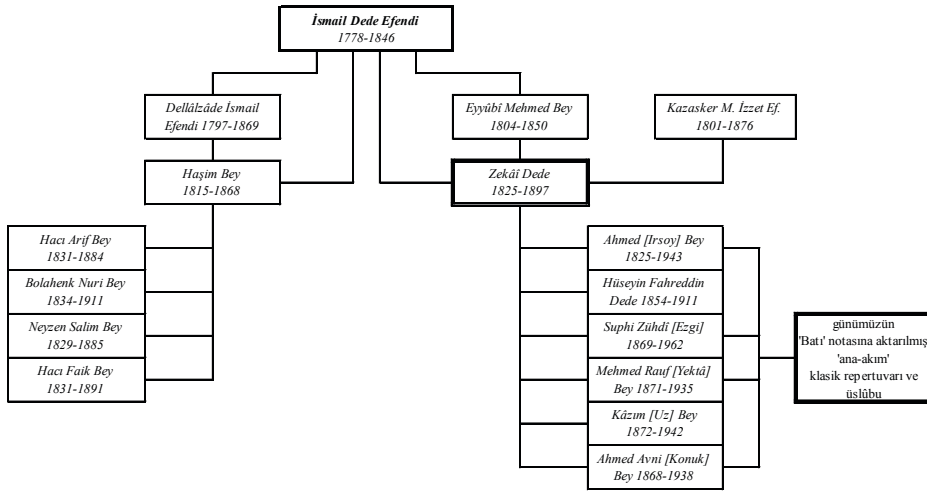 İsmail Dede Efendi
1778-1846
Dellâlzâde İsmail
Efendi 1797-1869
Eyyûbî Mehmed Bey
1804-1850
Kazasker M. İzzet Ef.
1801-1876
Haşim Bey
1815-1868
Zekâî Dede
1825-1897
Hacı Arif Bey
1831-1884
Bolahenk Nuri Bey
1834-1911
Neyzen Salim Bey
1829-1885
Hacı Faik Bey
1831-1891
Ahmed [Irsoy] Bey
1825-1943
Hüseyin Fahreddin
Dede 1854-1911
Suphi Zühdî [Ezgi]
1869-1962
Mehmed Rauf [Yektâ]
Bey 1871-1935
Kâzım [Uz] Bey
1872-1942
Ahmed Avni [Konuk]
Bey 1868-1938
günümüzün
'Batı' notasına aktarılmış
'ana-akım'
klasik repertuvarı ve
üslûbu